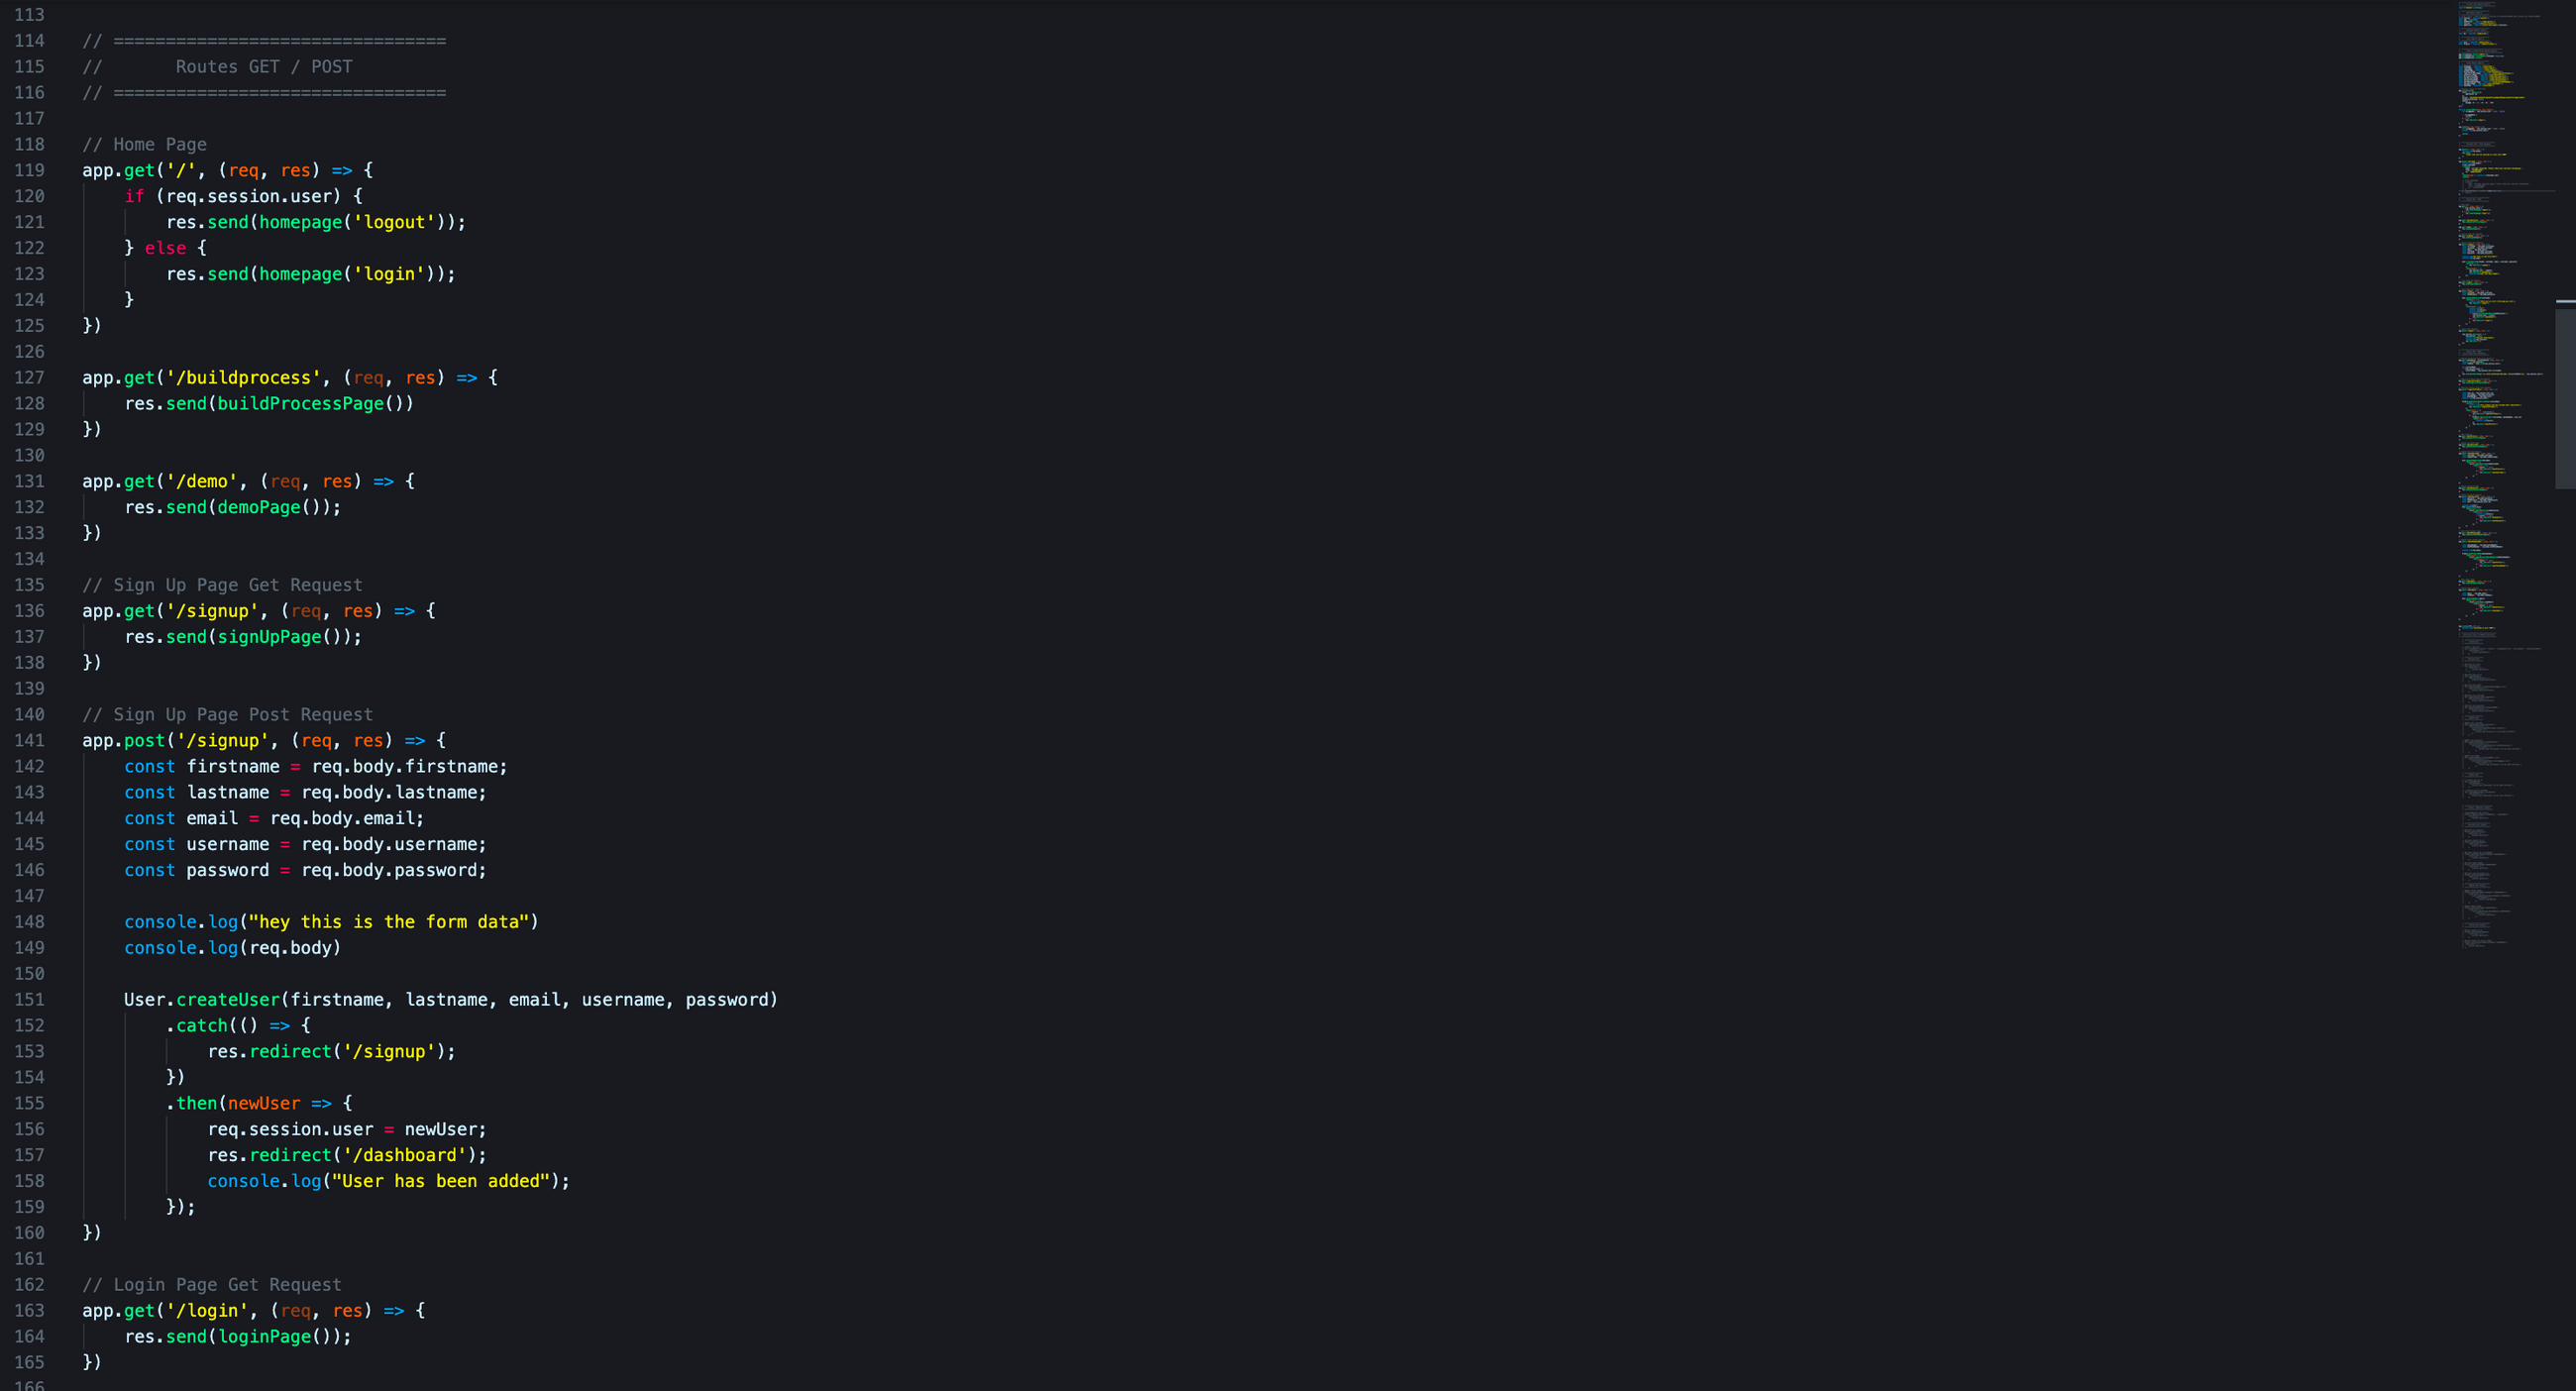 113
114 // ================================
115 //       Routes GET / POST
116 // ================================
117
118 // Home Page
119 app.get('/', (req, res) => {
120     if (req.session.user) {
121         res.send(homepage('logout'));
122     } else {
123         res.send(homepage('login'));
124     }
125 })
126
127 app.get('/buildprocess', (req, res) => {
128     res.send(buildProcessPage())
129 })
130
131 app.get('/demo', (req, res) => {
132     res.send(demoPage());
133 })
134
135 // Sign Up Page Get Request
136 app.get('/signup', (req, res) => {
137     res.send(signUpPage());
138 })
139
140 // Sign Up Page Post Request
141 app.post('/signup', (req, res) => {
142     const firstname = req.body.firstname;
143     const lastname = req.body.lastname;
144     const email = req.body.email;
145     const username = req.body.username;
146     const password = req.body.password;
147
148     console.log("hey this is the form data")
149     console.log(req.body)
150
151     User.createUser(firstname, lastname, email, username, password)
152         .catch(() => {
153             res.redirect('/signup');
154         })
155         .then(newUser => {
156             req.session.user = newUser;
157             res.redirect('/dashboard');
158             console.log("User has been added");
159         });
160 })
161
162 // Login Page Get Request
163 app.get('/login', (req, res) => {
164     res.send(loginPage());
165 })
166